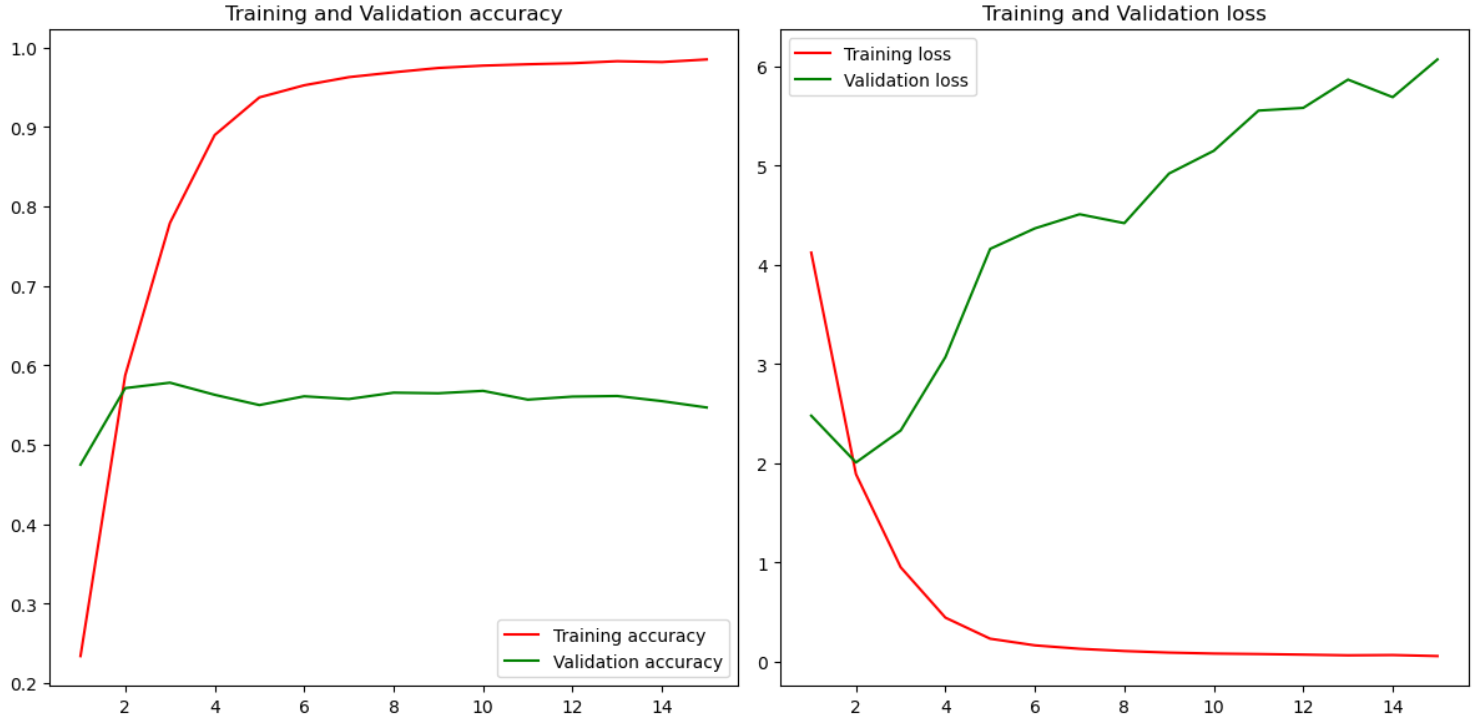 Training and Validation accuracy
1.0
0.9
0.8
0.7
0.6
0.5
0.4
0.3
0.2
Training accuracy
Validation accuracy
2 4 6 8 10 12 14
Training and Validation loss
Training loss
Validation loss
6
5
4
3
2
1
0
2 4 6 8 10 12 14